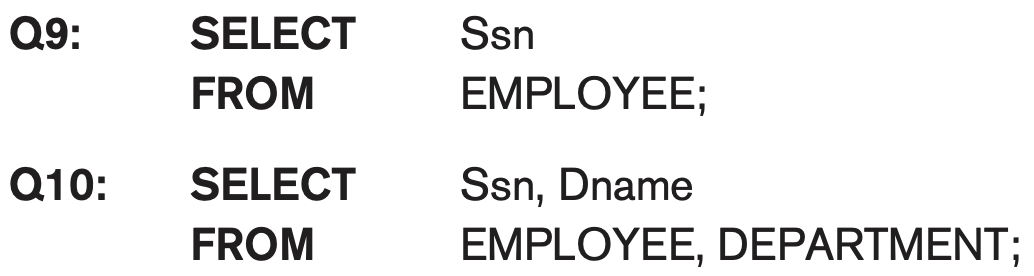 Q9: SELECT Ssn
FROM EMPLOYEE;
Q10: SELECT Ssn, Dname
FROM EMPLOYEE, DEPARTMENT;